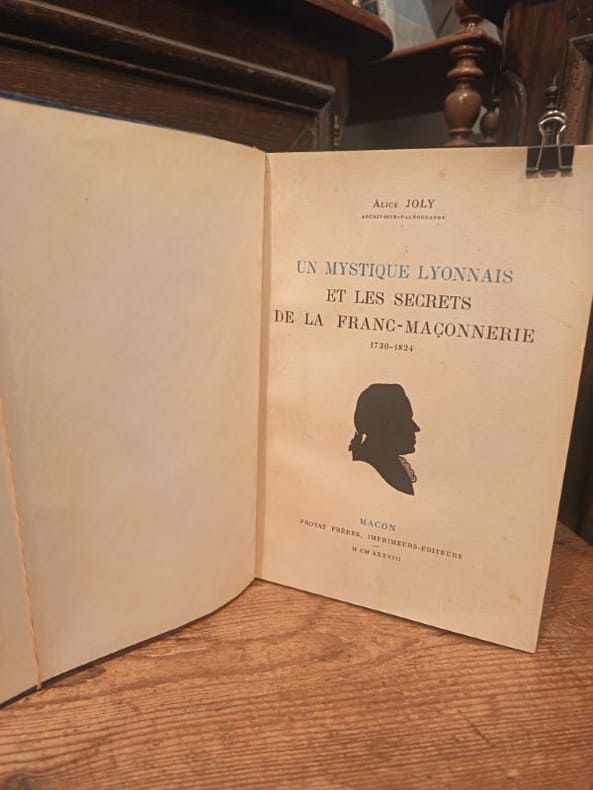 Alice JOLY
ARCHIVISTE-PALÉOGRAPHE
UN MYSTIQUE LYONNAIS
ET LES SECRETS
DE LA FRANC-MAÇONNERIE
1730-1824
MACON
PROTAT FRÈRES, IMPRIMEURS-ÉDITEURS
M CM XXXVIII